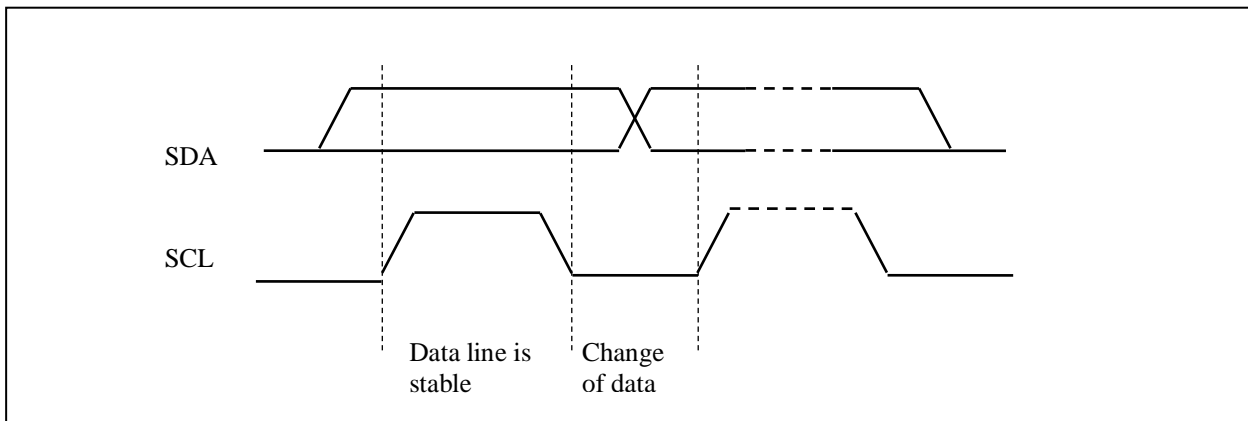 SDA
SCL
Data line is
stable
Change
of data